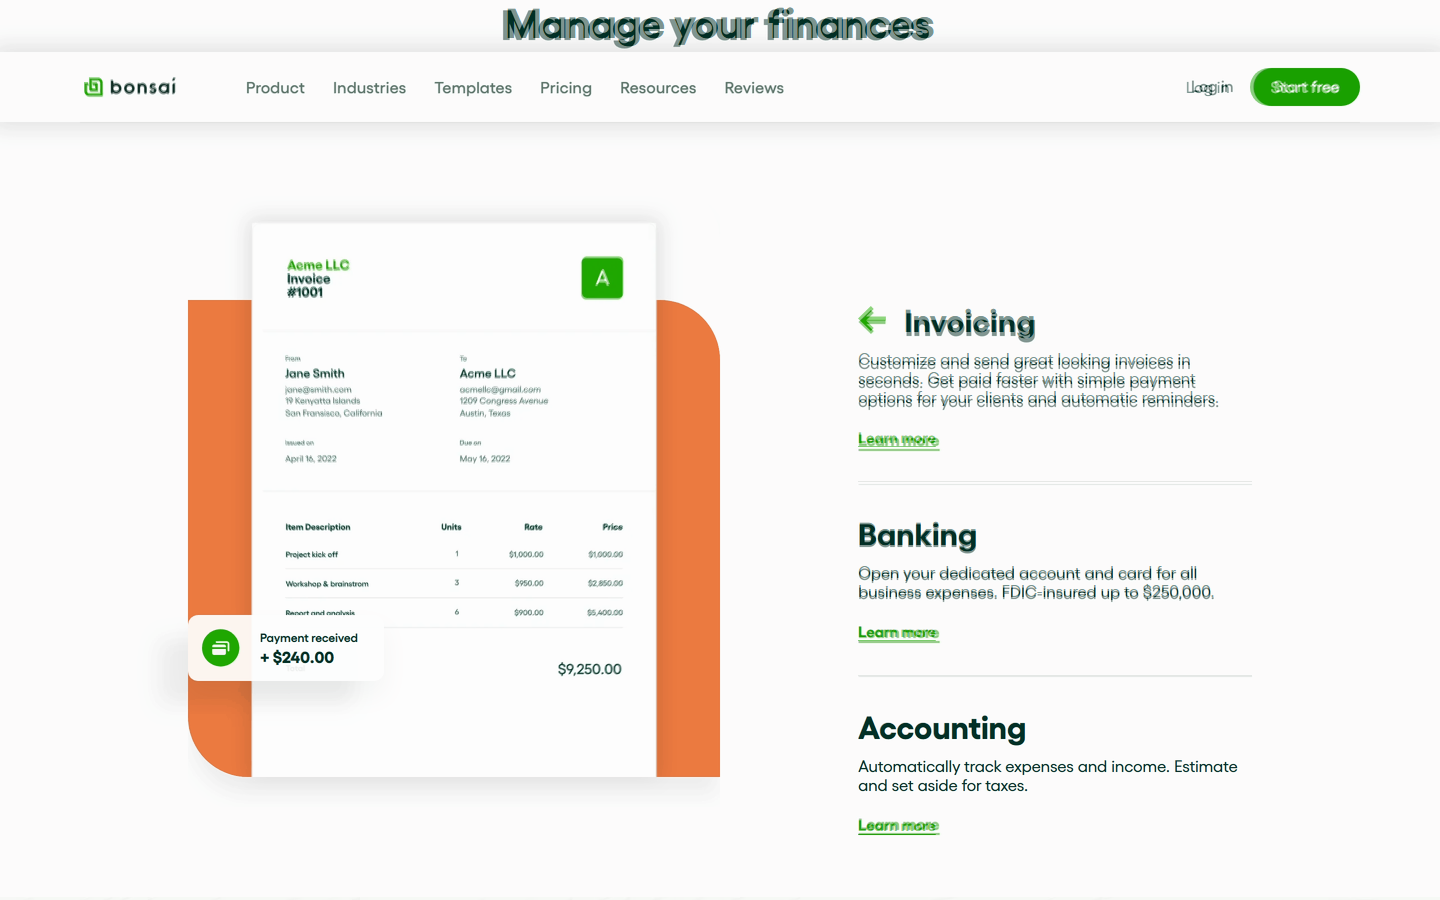 Manage your finances
bonsai
Product Industries Templates Pricing Resources Reviews
Log in
Start free
Acme LLC
Invoice
#1001
A
From
Jane Smith
jane@smith.com
19 Kenyatta Islands
San Fransisco, California
To
Acme LLC
acmellc@gmail.com
1209 Congress Avenue
Austin, Texas
Issued on
April 16, 2022
Due on
May 16, 2022
Item Description Units Rate Price
Project kick off 1 $1,000.00 $1,000.00
Workshop & brainstrom 3 $950.00 $2,850.00
Report and analysis 6 $900.00 $5,400.00
Payment received
+ $240.00
$9,250.00
Invoicing
Customize and send great looking invoices in
seconds. Get paid faster with simple payment
options for your clients and automatic reminders.
Learn more
Banking
Open your dedicated account and card for all
business expenses. FDIC-insured up to $250,000.
Learn more
Accounting
Automatically track expenses and income. Estimate
and set aside for taxes.
Learn more